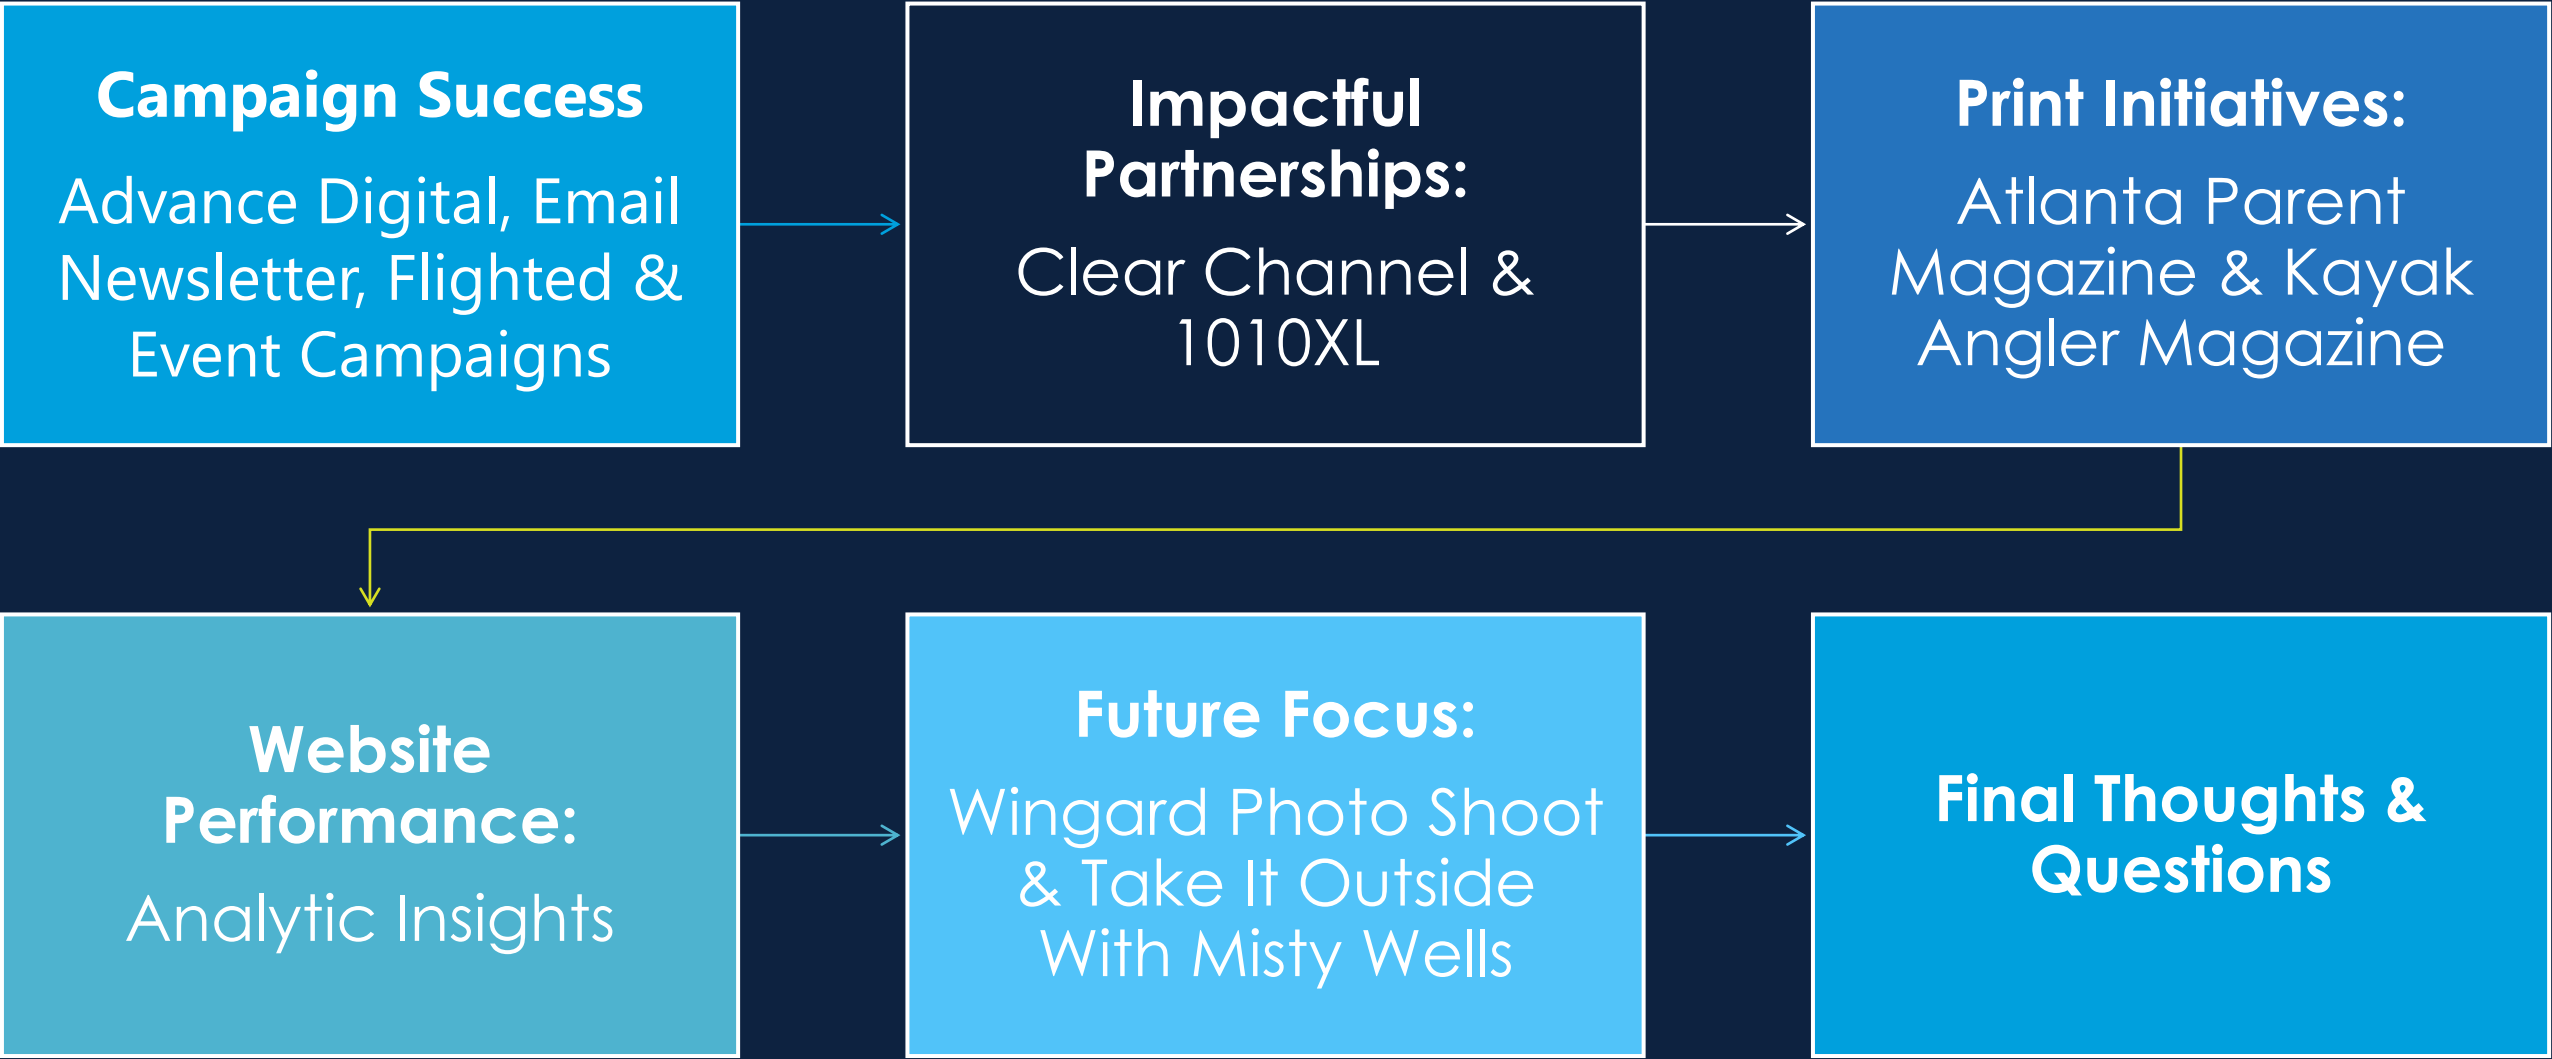 Campaign Success
Advance Digital, Email
Newsletter, Flighted &
Event Campaigns
Impactful
Partnerships:
Clear Channel &
1010XL
Print Initiatives:
Atlanta Parent
Magazine & Kayak
Angler Magazine
Website
Performance:
Analytic Insights
Future Focus:
Wingard Photo Shoot
& Take It Outside
With Misty Wells
Final Thoughts &
Questions